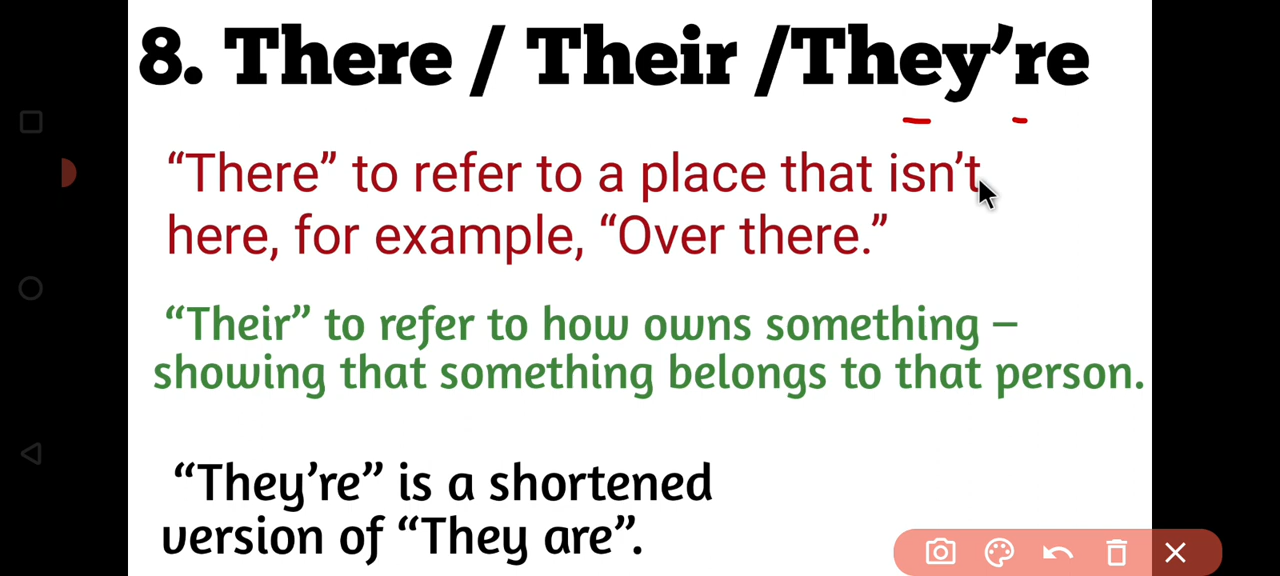 8. There / Their /They’re
“There” to refer to a place that isn’t
here, for example, “Over there.”
“Their” to refer to how owns something –
showing that something belongs to that person.
“They’re” is a shortened
version of “They are”.